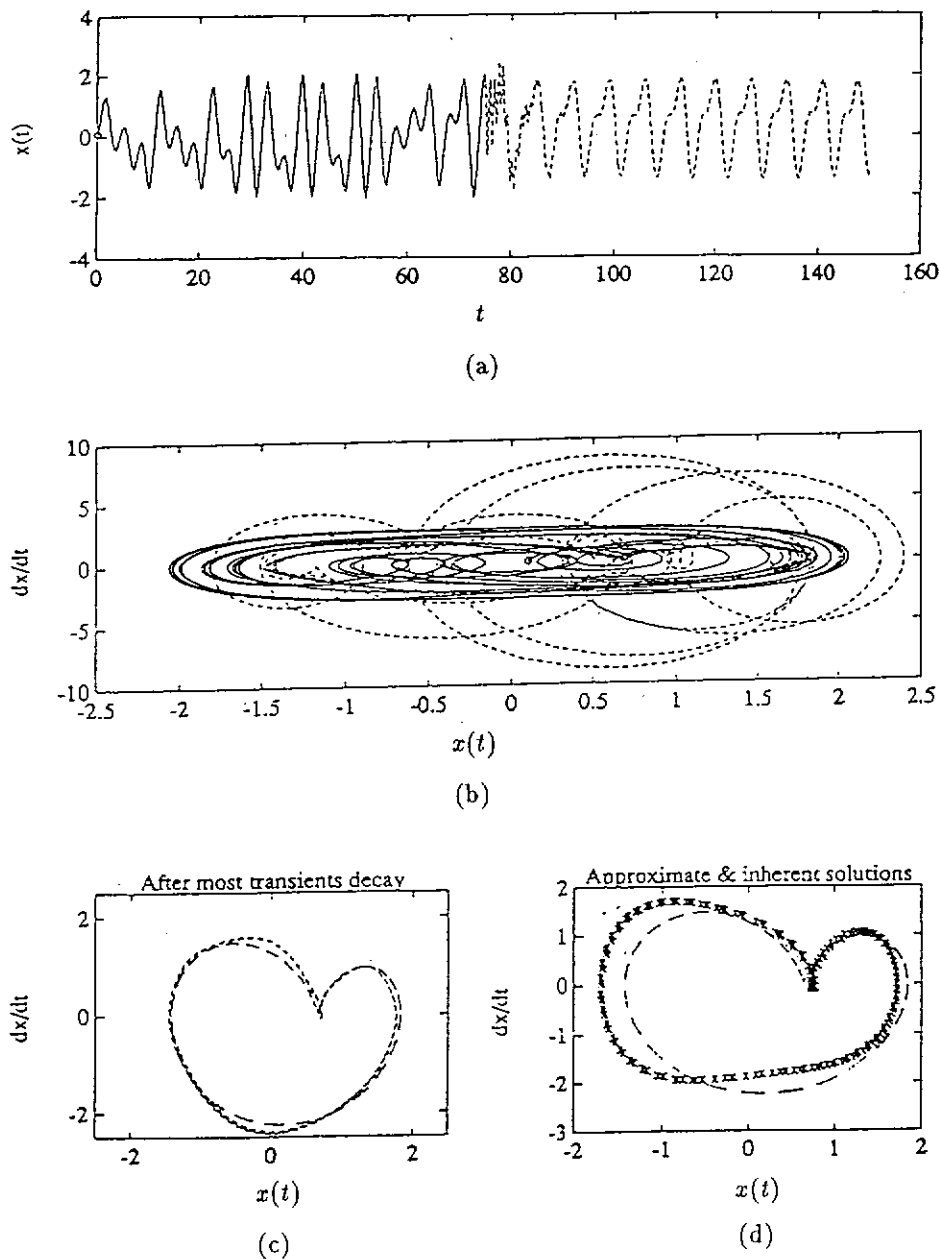 4
2
0
-2
-4
x(t)
0 20 40 60 80 100 120 140 160
t
(a)
10
5
0
-5
-10
dx/dt
-2.5 -2 -1.5 -1 -0.5 0 0.5 1 1.5 2 2.5
x(t)
(b)
After most transients decay
2
0
-2
dx/dt
-2 0 2
x(t)
(c)
Approximate & inherent solutions
2
1
0
-1
-2
-3
dx/dt
-2 -1 0 1 2
x(t)
(d)